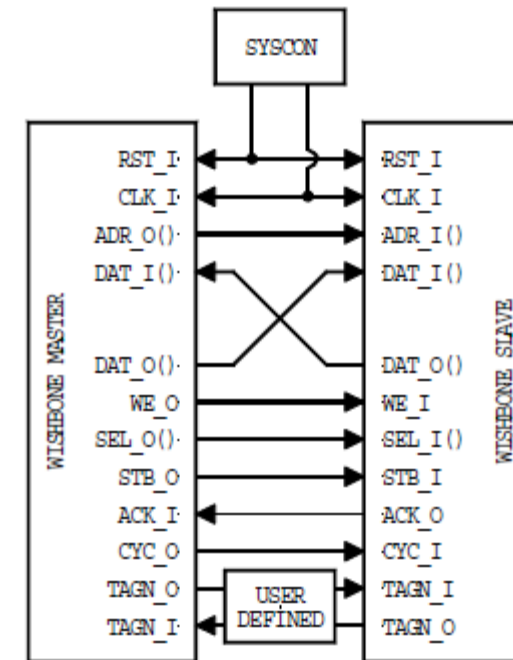 SYSCON
WISHBONE MASTER
RST_I
CLK_I
ADR_O()
DAT_I()
DAT_O()
WE_O
SEL_O()
STB_O
ACK_I
CYC_O
TAGN_O
TAGN_I
USER
DEFINED
RST_I
CLK_I
ADR_I()
DAT_I()
DAT_O()
WE_I
SEL_I()
STB_I
ACK_O
CYC_I
TAGN_I
TAGN_O
WISHBONE SLAVE